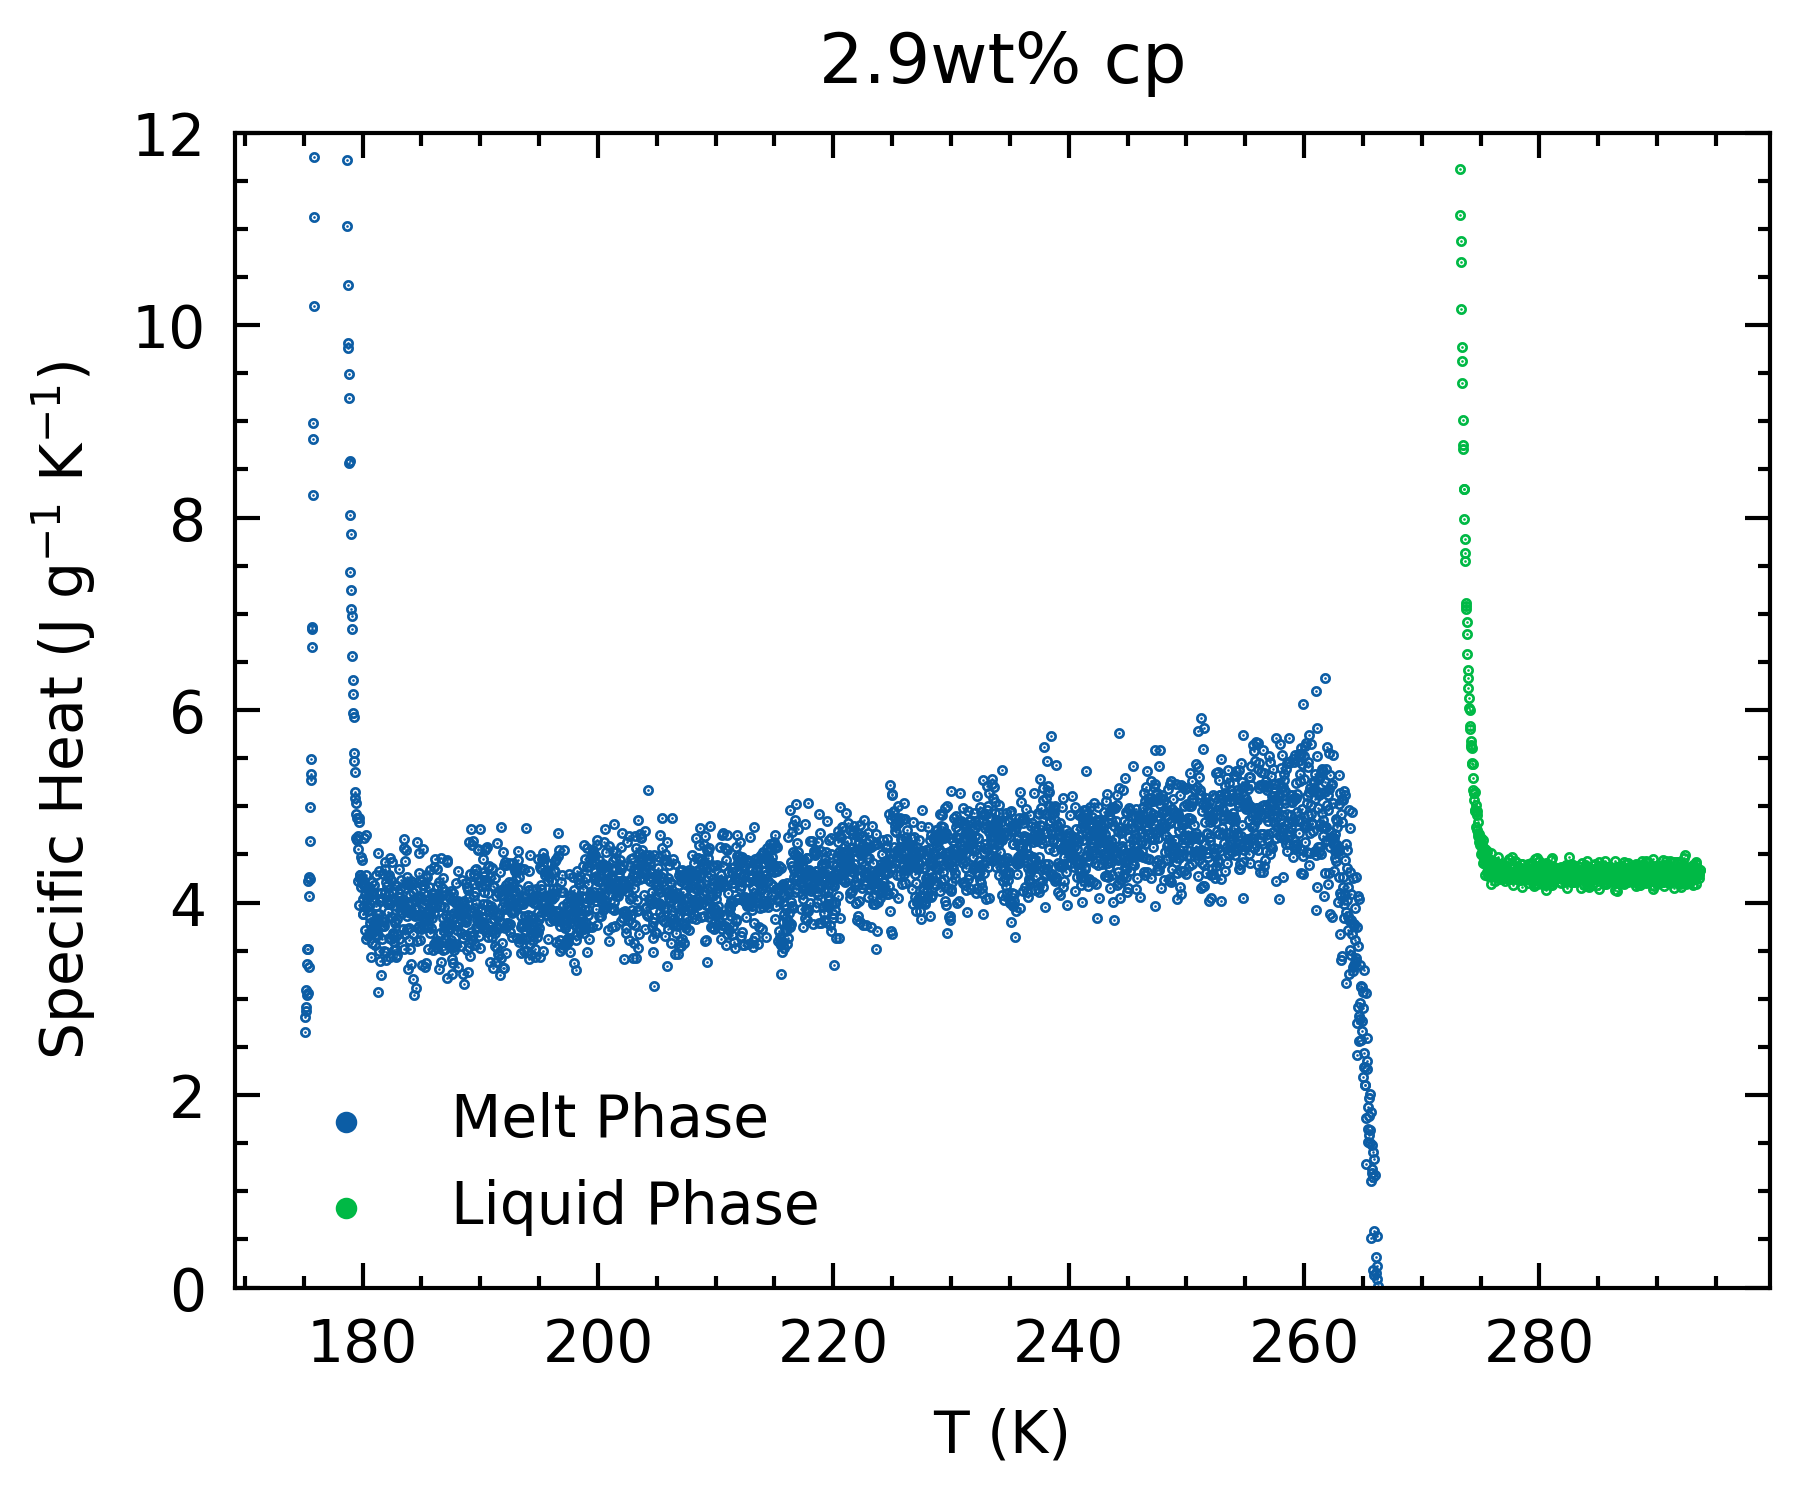 2.9wt% cp
12
10
8
6
4
2
0
Specific Heat (J g⁻¹ K⁻¹)
Melt Phase
Liquid Phase
180 200 220 240 260 280
T (K)